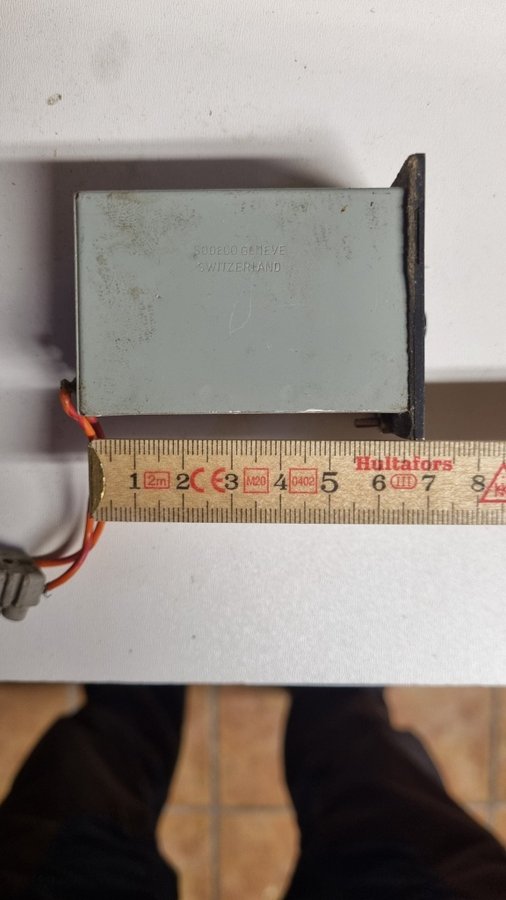 SODECO GENEVE
SWITZERLAND
Hultafors
1 2m 2 CE 3 M20 4 0402 5 6 III 7 8